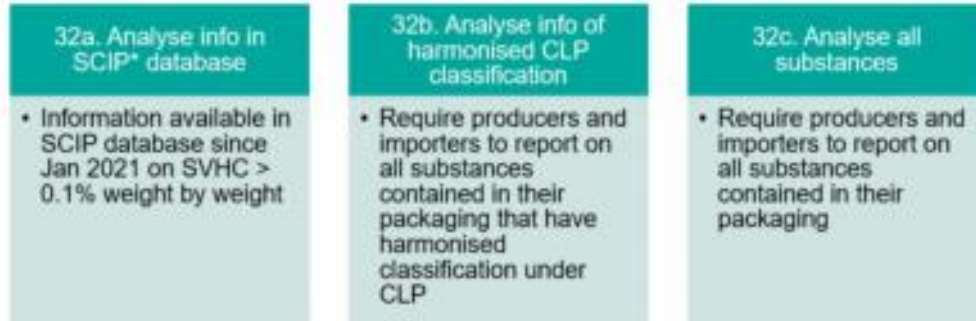 32a. Analyse info in
SCIP* database
• Information available in
SCIP database since
Jan 2021 on SVHC >
0.1% weight by weight
32b. Analyse info of
harmonised CLP
classification
• Require producers and
importers to report on
all substances
contained in their
packaging that have
harmonised
classification under
CLP
32c. Analyse all
substances
• Require producers and
importers to report on
all substances
contained in their
packaging